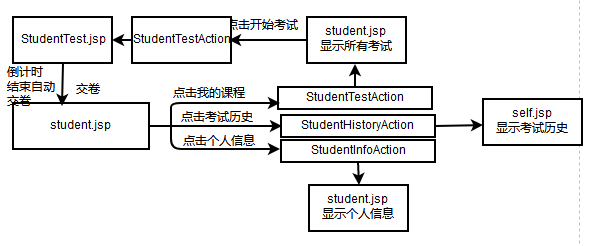 点击开始考试
student.jsp
显示所有考试
StudentTest.jsp
StudentTestAction
倒计时
结束自动
交卷
交卷
点击我的课程
StudentTestAction
点击考试历史
StudentHistoryAction
self.jsp
显示考试历史
student.jsp
点击个人信息
StudentInfoAction
student.jsp
显示个人信息